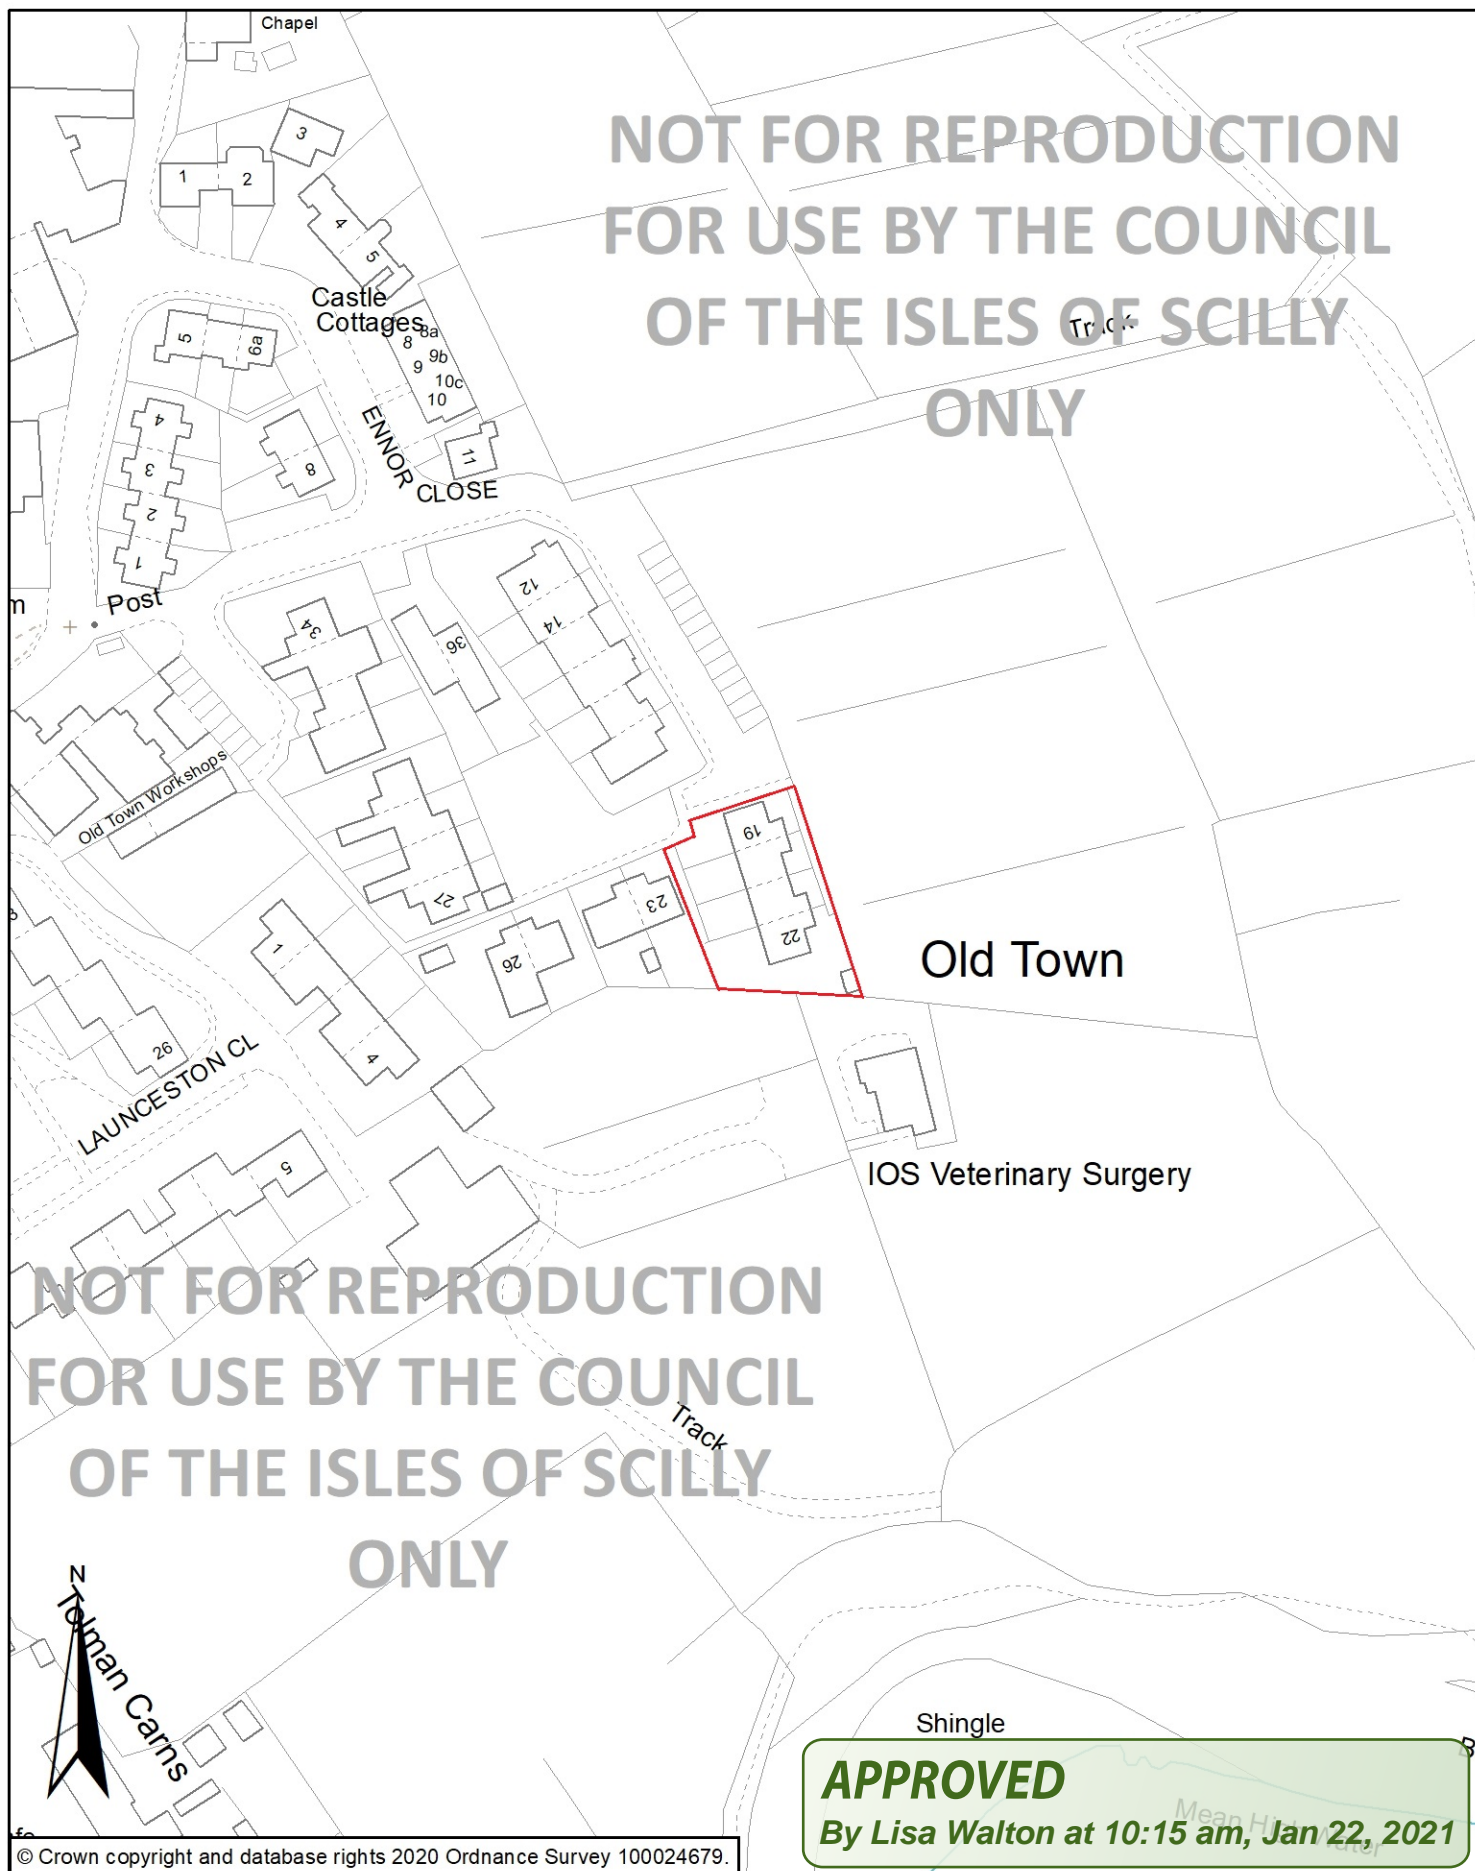 Chapel
NOT FOR REPRODUCTION
FOR USE BY THE COUNCIL
OF THE ISLES OF SCILLY
ONLY
3
1
2
4
5
Castle
Cottages
8a
8
9b
9
10c
10
5
6a
Track
ENNOR CLOSE
11
4
3
2
1
8
Post
12
14
34
36
Old Town Workshops
19
27
23
22
26
Old Town
1
4
26
LAUNCESTON CL
5
IOS Veterinary Surgery
NOT FOR REPRODUCTION
FOR USE BY THE COUNCIL
OF THE ISLES OF SCILLY
ONLY
Track
N
Tolman Carns
Shingle
Mean High Water
APPROVED
By Lisa Walton at 10:15 am, Jan 22, 2021
© Crown copyright and database rights 2020 Ordnance Survey 100024679.